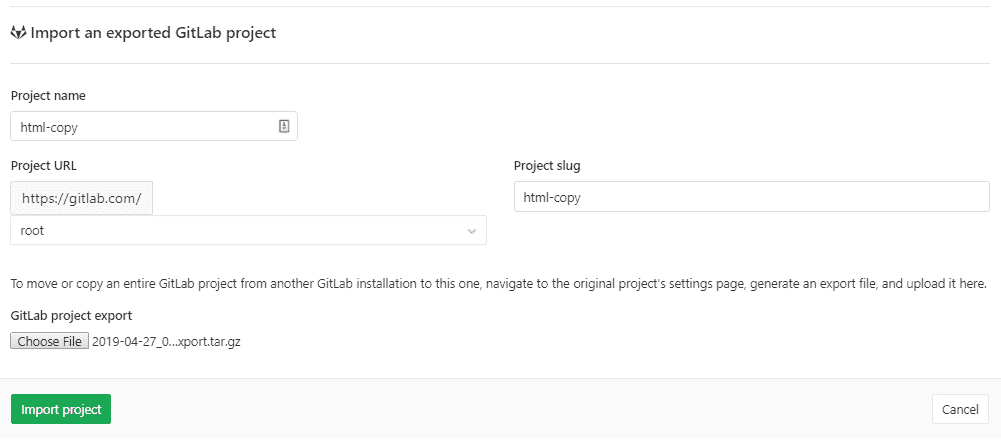 Import an exported GitLab project
Project name
html-copy
Project URL
Project slug
https://gitlab.com/
html-copy
root
To move or copy an entire GitLab project from another GitLab installation to this one, navigate to the original project's settings page, generate an export file, and upload it here.
GitLab project export
Choose File 2019-04-27_0...xport.tar.gz
Import project
Cancel